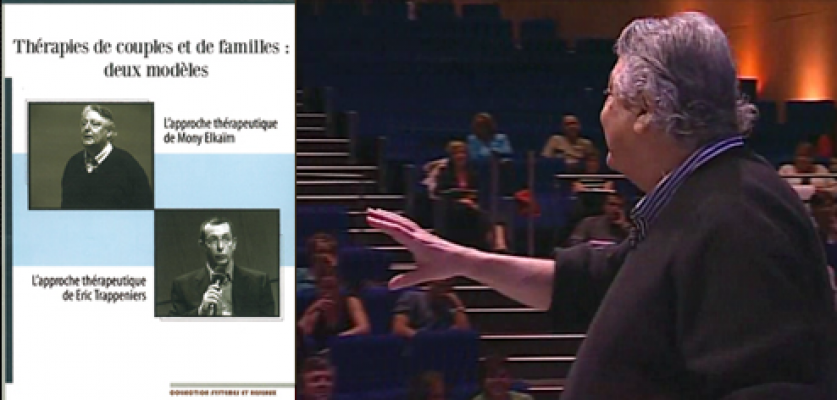 Thérapies de couples et de familles :
deux modèles
L'approche thérapeutique
de Mony Elkaïm
L'approche thérapeutique
de Eric Trappeniers